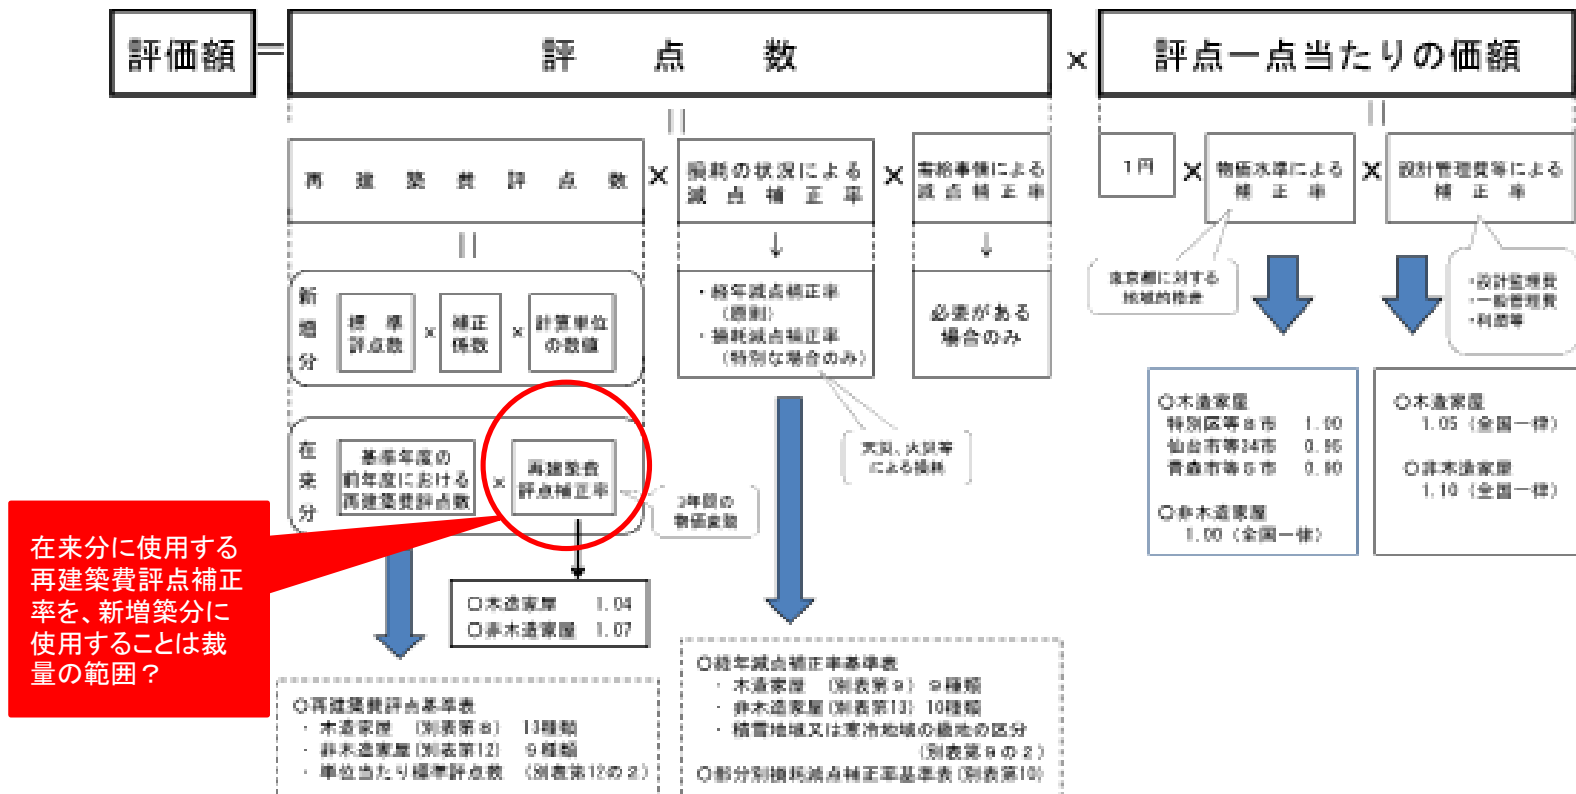 評価額 ＝ 評点数 × 評点一点当たりの価額
||
||
再建築費評点数 × 損耗の状況による
減点補正率 × 需給事情による
減点補正率
1円 × 物価水準による
補正率 × 設計管理費等による
補正率
||
↓
↓
新増分
標準
評点数 × 補正
係数 × 計算単位
の数値
・経年減点補正率
(原則)
・損耗減点補正率
(特別な場合のみ)
必要がある
場合のみ
東京都に対する
地域的格差
・設計監理費
・一般管理費
・利潤等
在来分
基準年度の
前年度における
再建築費評点数 × 再建築費
評点補正率
3年間の
物価変動
天災、火災等
による損耗
○木造家屋
特別区等8市 1.00
仙台市等34市 0.95
青森市等5市 0.90
○非木造家屋
1.00 (全国一律)
○木造家屋
1.05 (全国一律)
○非木造家屋
1.10 (全国一律)
在来分に使用する
再建築費評点補正
率を、新増築分に
使用することは裁
量の範囲？
○木造家屋 1.04
○非木造家屋 1.07
○再建築費評点基準表
・木造家屋 (別表第8) 13種類
・非木造家屋(別表第12) 9種類
・単位当たり標準評点数 (別表第12の2)
○経年減点補正率基準表
・木造家屋 (別表第9) 9種類
・非木造家屋(別表第13) 10種類
・積雪地域又は寒冷地域の級地の区分
(別表第9の2)
○部分別損耗減点補正率基準表(別表第10)